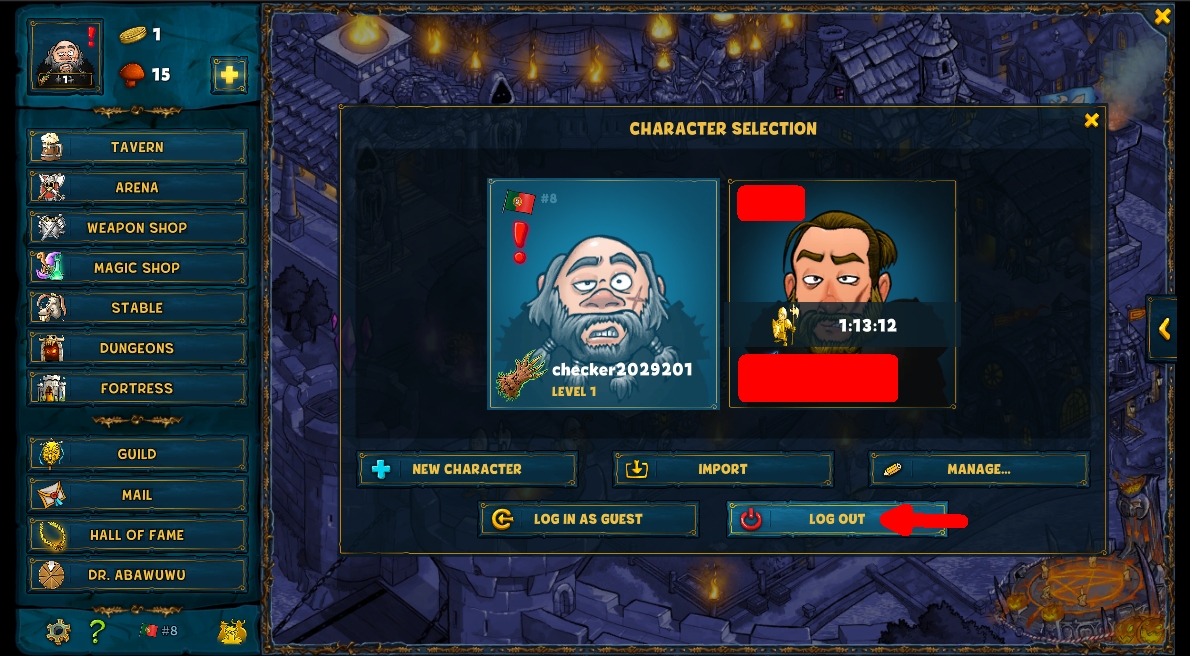 1
15
1
TAVERN
ARENA
WEAPON SHOP
MAGIC SHOP
STABLE
DUNGEONS
FORTRESS
GUILD
MAIL
HALL OF FAME
DR. ABAWUWU
#8
CHARACTER SELECTION
#8
checker2029201
LEVEL 1
1:13:12
NEW CHARACTER
IMPORT
MANAGE...
LOG IN AS GUEST
LOG OUT